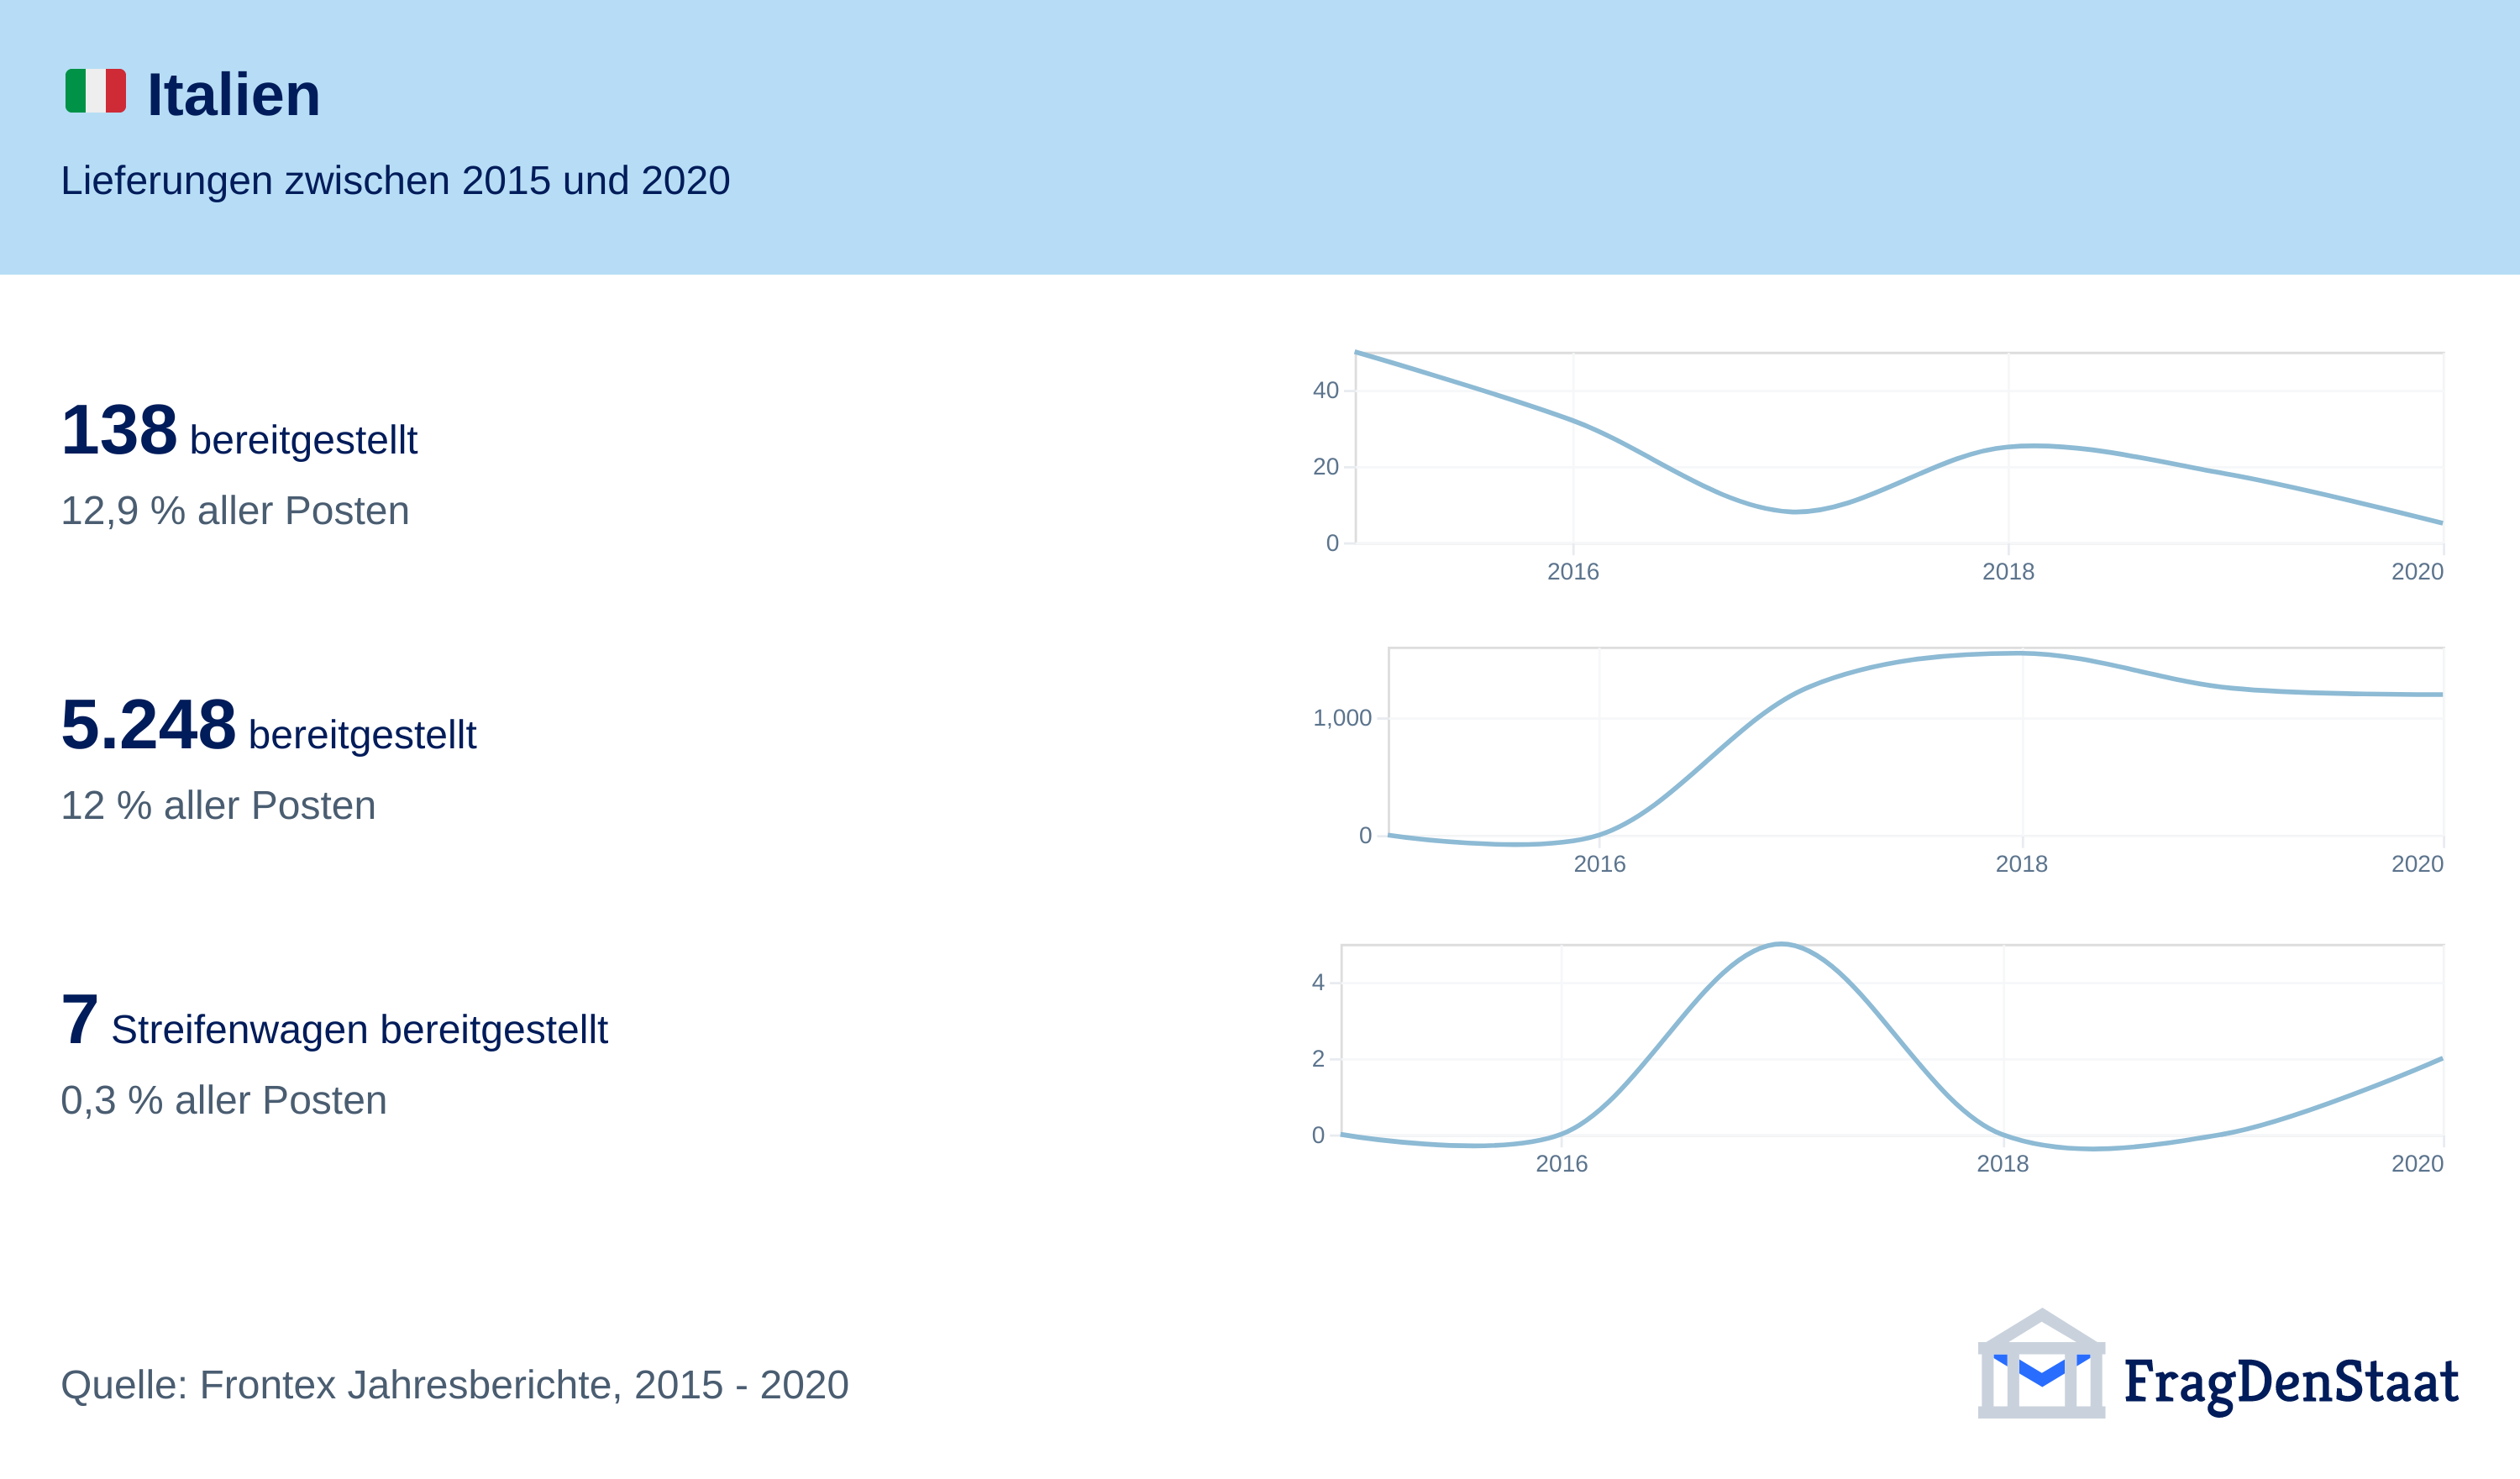 Italien
Lieferungen zwischen 2015 und 2020
138 bereitgestellt
12,9 % aller Posten
40
20
0
2016 2018 2020
5.248 bereitgestellt
12 % aller Posten
1,000
0
2016 2018 2020
7 Streifenwagen bereitgestellt
0,3 % aller Posten
4
2
0
2016 2018 2020
Quelle: Frontex Jahresberichte, 2015 - 2020
FragDenStaat